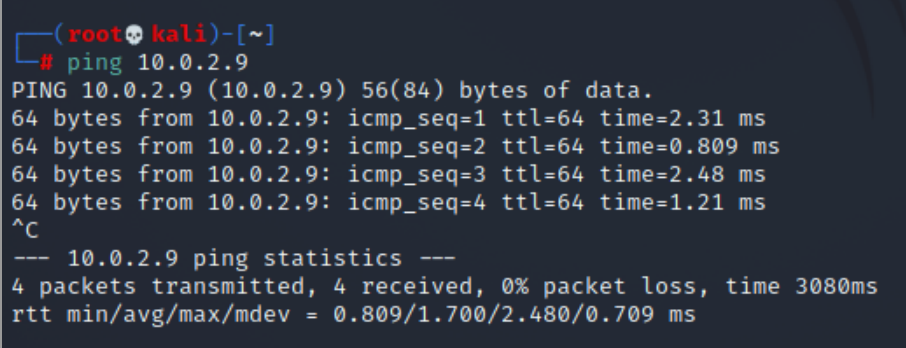 ┌──(root💀kali)-[~]
└─# ping 10.0.2.9
PING 10.0.2.9 (10.0.2.9) 56(84) bytes of data.
64 bytes from 10.0.2.9: icmp_seq=1 ttl=64 time=2.31 ms
64 bytes from 10.0.2.9: icmp_seq=2 ttl=64 time=0.809 ms
64 bytes from 10.0.2.9: icmp_seq=3 ttl=64 time=2.48 ms
64 bytes from 10.0.2.9: icmp_seq=4 ttl=64 time=1.21 ms
^C
--- 10.0.2.9 ping statistics ---
4 packets transmitted, 4 received, 0% packet loss, time 3080ms
rtt min/avg/max/mdev = 0.809/1.700/2.480/0.709 ms